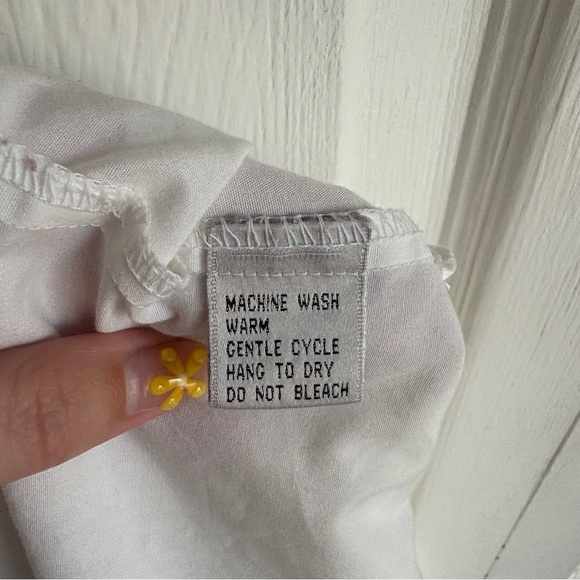 MACHINE WASH
WARM
GENTLE CYCLE
HANG TO DRY
DO NOT BLEACH